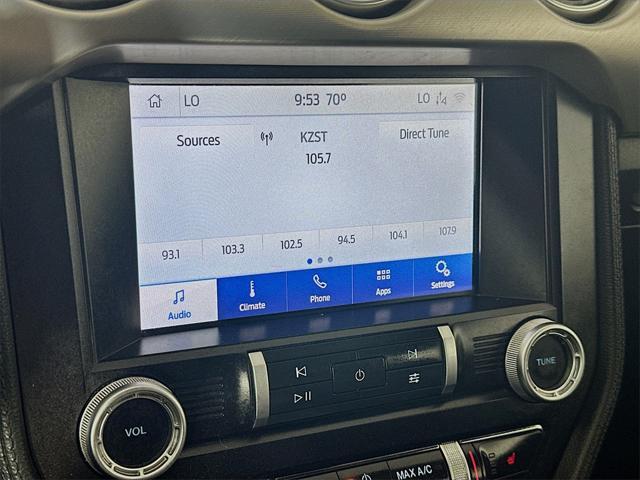 LO 9:53 70° LO
Sources KZST Direct Tune
105.7
93.1 103.3 102.5 94.5 104.1 107.9
Audio Climate Phone Apps Settings
VOL TUNE
MAX A/C